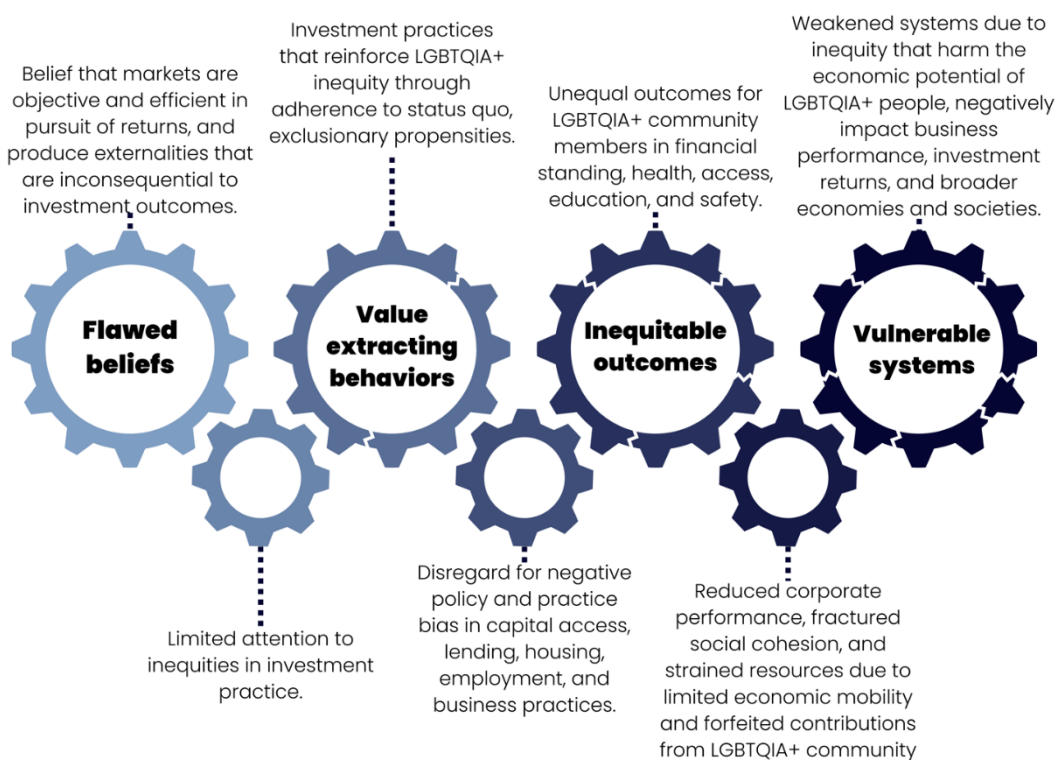 Belief that markets are
objective and efficient in
pursuit of returns, and
produce externalities that
are inconsequential to
investment outcomes.
Flawed
beliefs
Limited attention to
inequities in investment
practice.
Investment practices
that reinforce LGBTQIA+
inequity through
adherence to status quo,
exclusionary propensities.
Value
extracting
behaviors
Disregard for negative
policy and practice
bias in capital access,
lending, housing,
employment, and
business practices.
Unequal outcomes for
LGBTQIA+ community
members in financial
standing, health, access,
education, and safety.
Inequitable
outcomes
Reduced corporate
performance, fractured
social cohesion, and
strained resources due to
limited economic mobility
and forfeited contributions
from LGBTQIA+ community
Weakened systems due to
inequity that harm the
economic potential of
LGBTQIA+ people, negatively
impact business
performance, investment
returns, and broader
economies and societies.
Vulnerable
systems